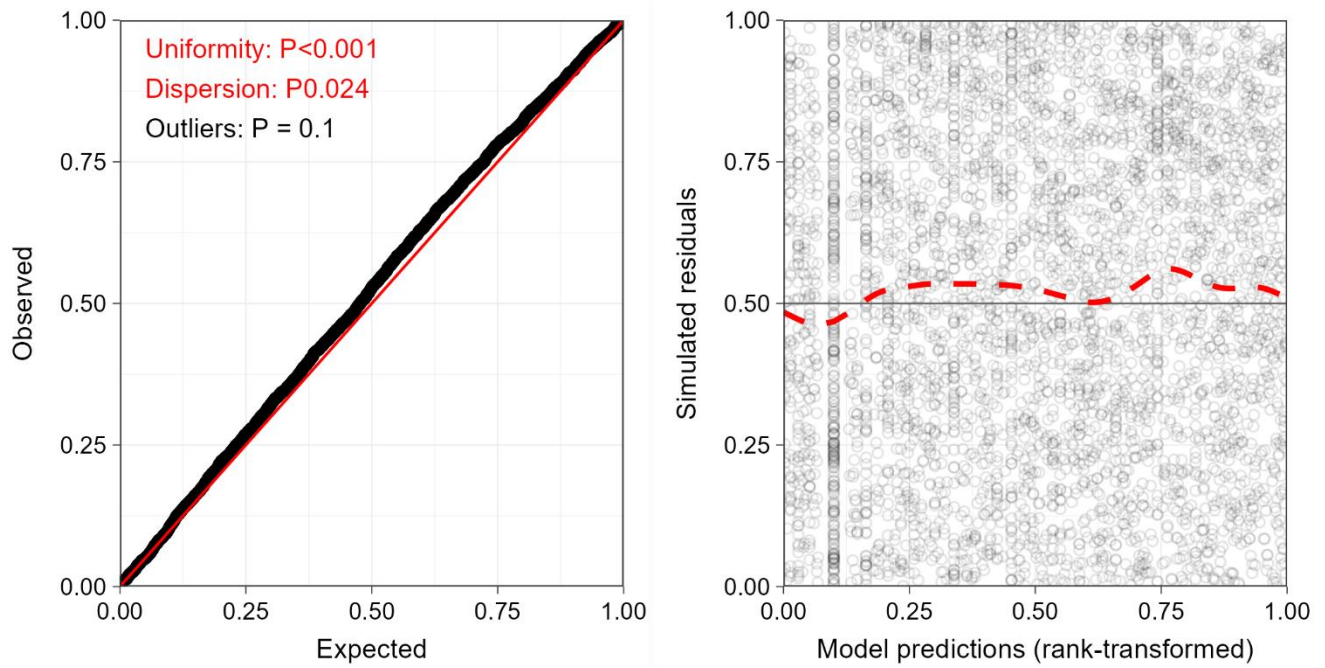 1.00
0.75
0.50
0.25
0.00
Observed
Uniformity: P<0.001
Dispersion: P0.024
Outliers: P = 0.1
0.00 0.25 0.50 0.75 1.00
Expected
1.00
0.75
0.50
0.25
0.00
Simulated residuals
0.00 0.25 0.50 0.75 1.00
Model predictions (rank-transformed)